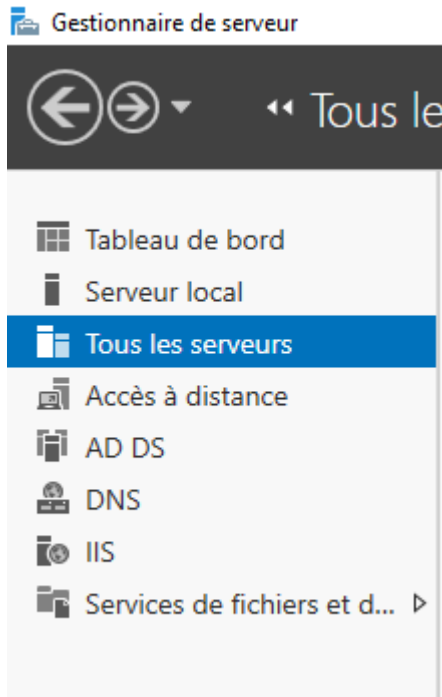 Gestionnaire de serveur
Tous le
Tableau de bord
Serveur local
Tous les serveurs
Accès à distance
AD DS
DNS
IIS
Services de fichiers et d...